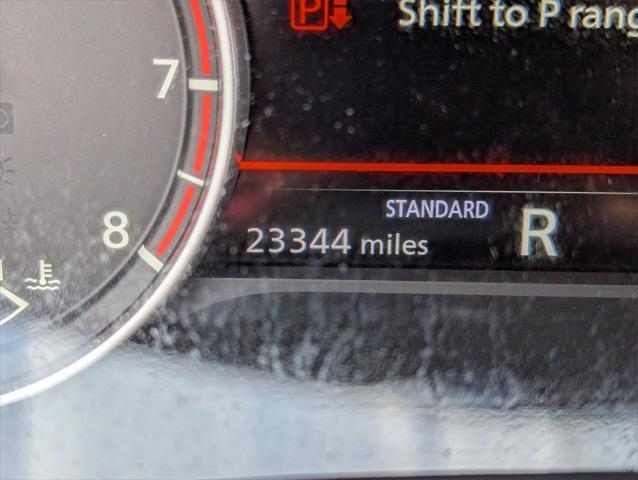 P
Shift to P rang
7
STANDARD
R
8
23344 miles